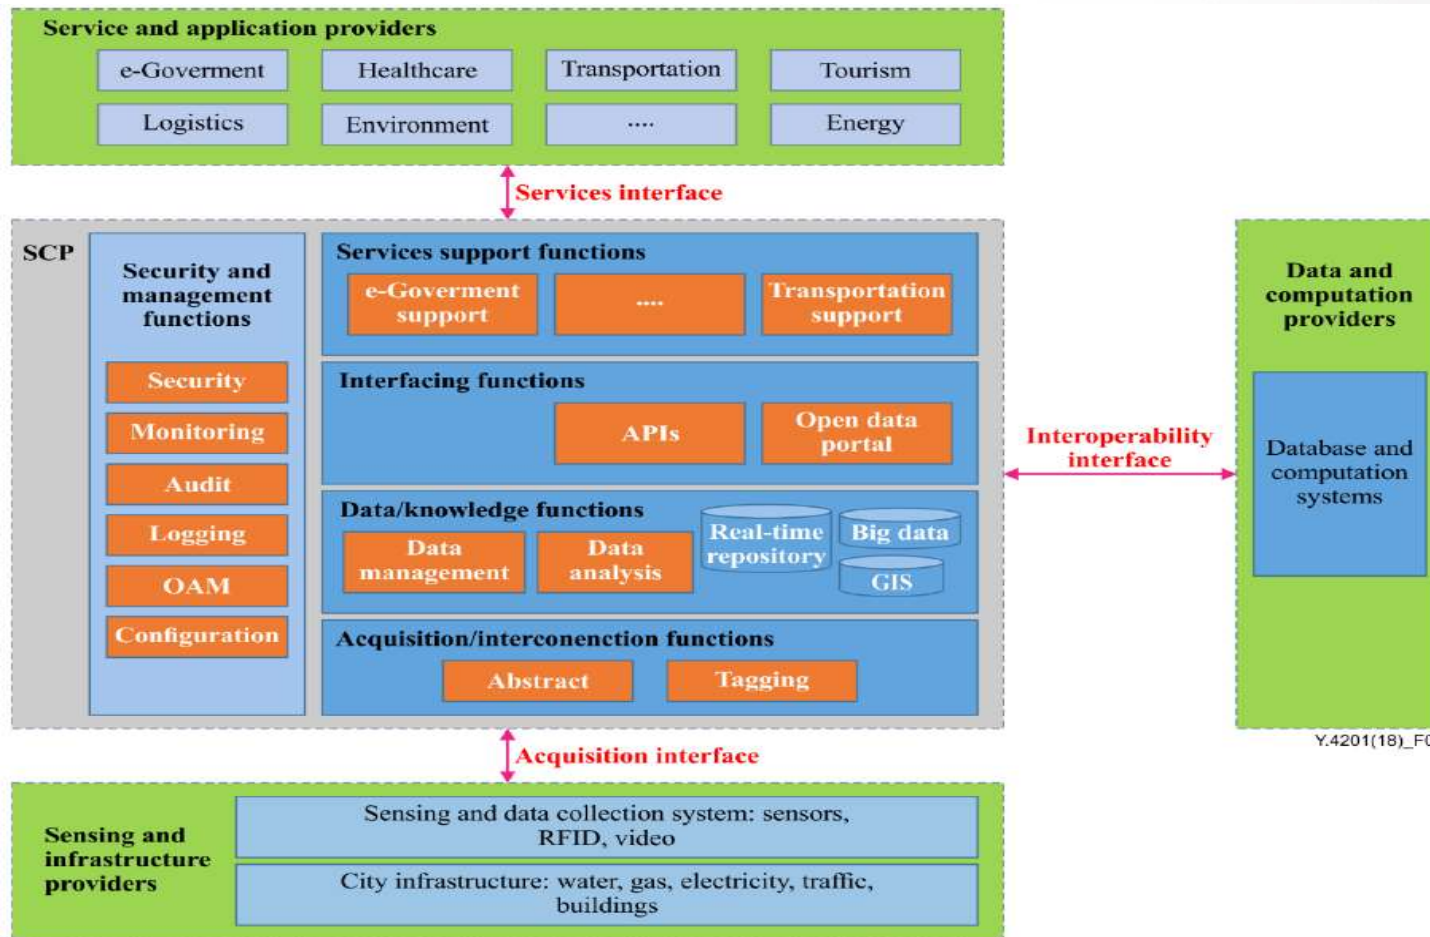 Service and application providers
e-Goverment
Healthcare
Transportation
Tourism
Logistics
Environment
....
Energy
Services interface
SCP
Security and
management
functions
Security
Monitoring
Audit
Logging
OAM
Configuration
Services support functions
e-Goverment
support
....
Transportation
support
Interfacing functions
APIs
Open data
portal
Data/knowledge functions
Data
management
Data
analysis
Real-time
repository
Big data
GIS
Acquisition/interconenction functions
Abstract
Tagging
Interoperability
interface
Data and
computation
providers
Database and
computation
systems
Y.4201(18)_F0
Acquisition interface
Sensing and
infrastructure
providers
Sensing and data collection system: sensors,
RFID, video
City infrastructure: water, gas, electricity, traffic,
buildings